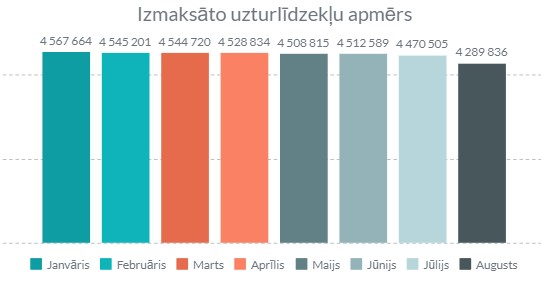 Izmaksāto uzturlīdzekļu apmērs
4 567 664 4 545 201 4 544 720 4 528 834 4 508 815 4 512 589 4 470 505 4 289 836
Janvāris Februāris Marts Aprīlis Maijs Jūnijs Jūlijs Augusts